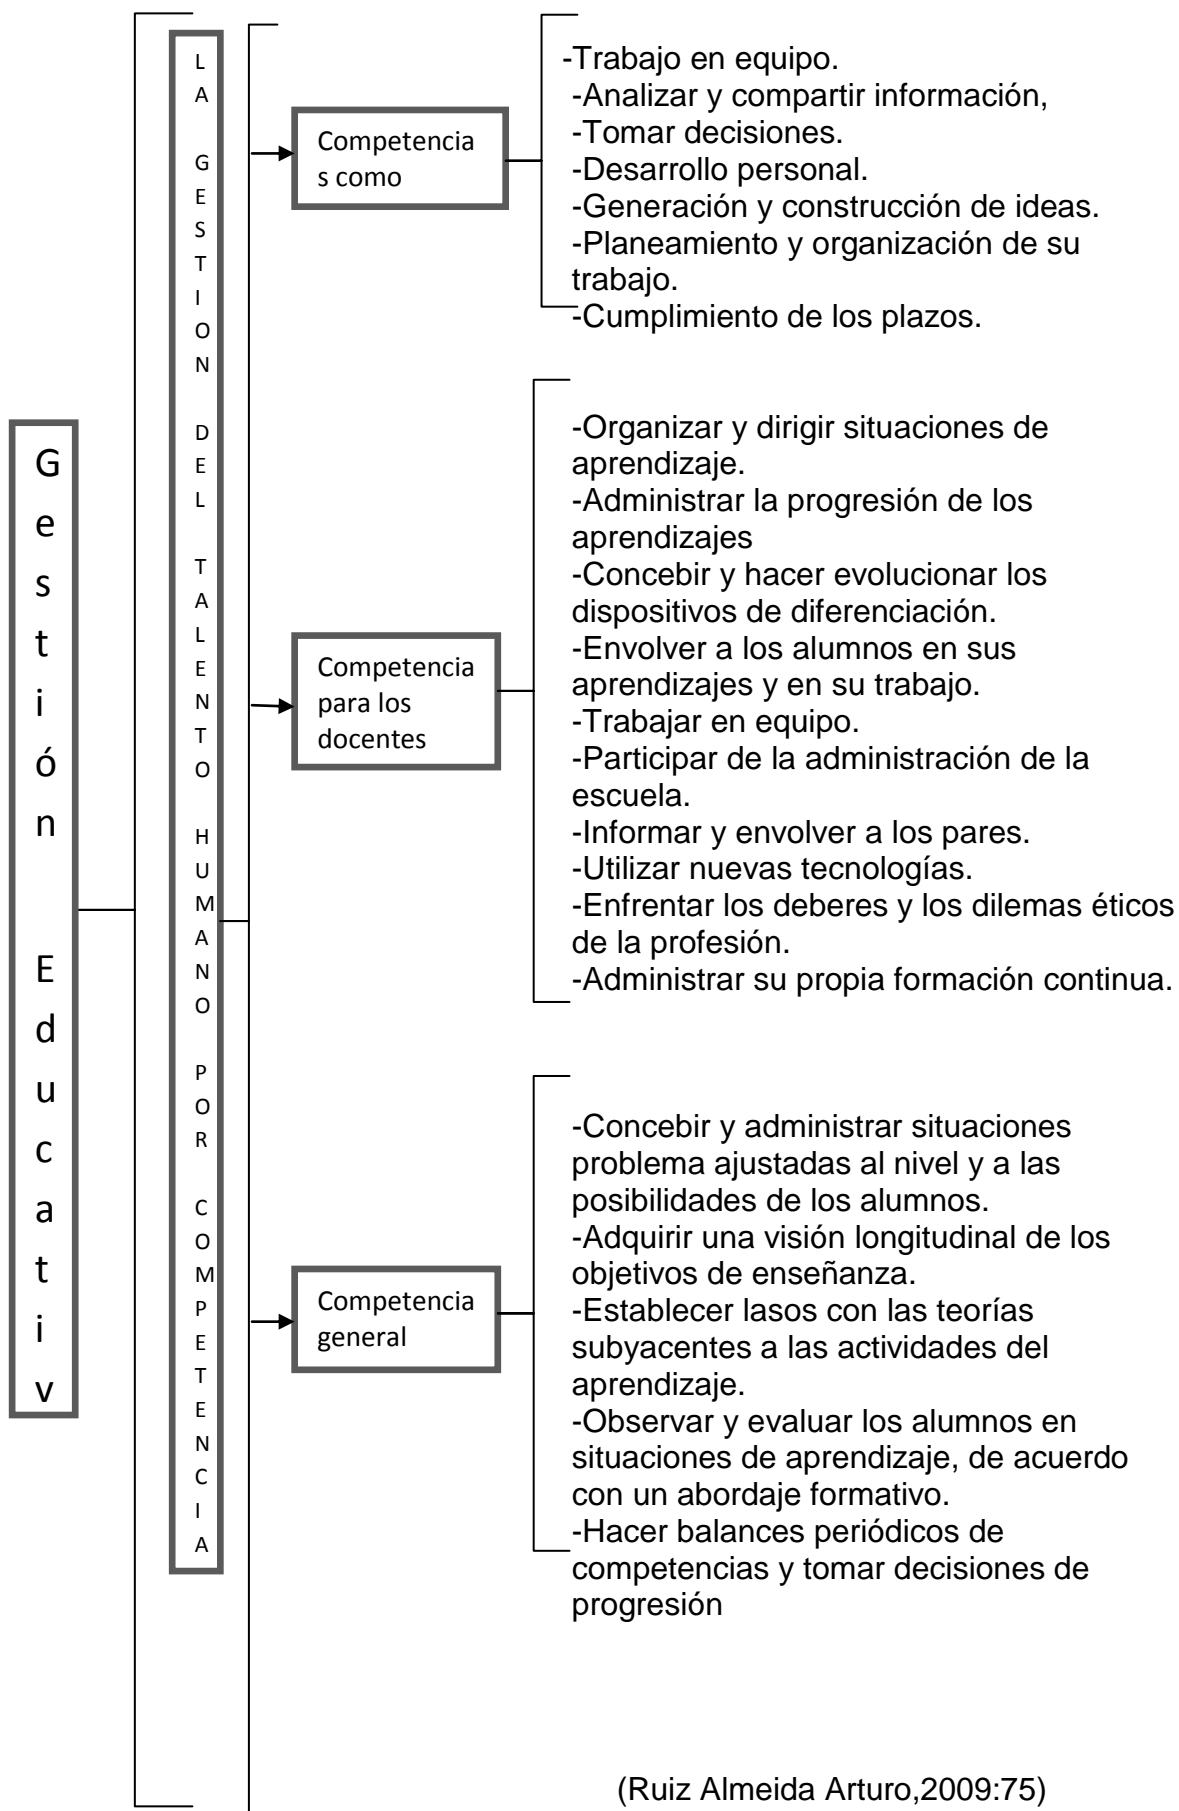 Gestión Educativ
LA GESTION DEL TALENTO HUMANO POR COMPETENCIA
Competencia
s como
-Trabajo en equipo.
-Analizar y compartir información,
-Tomar decisiones.
-Desarrollo personal.
-Generación y construcción de ideas.
-Planeamiento y organización de su
trabajo.
-Cumplimiento de los plazos.
Competencia
para los
docentes
-Organizar y dirigir situaciones de
aprendizaje.
-Administrar la progresión de los
aprendizajes
-Concebir y hacer evolucionar los
dispositivos de diferenciación.
-Envolver a los alumnos en sus
aprendizajes y en su trabajo.
-Trabajar en equipo.
-Participar de la administración de la
escuela.
-Informar y envolver a los pares.
-Utilizar nuevas tecnologías.
-Enfrentar los deberes y los dilemas éticos
de la profesión.
-Administrar su propia formación continua.
Competencia
general
-Concebir y administrar situaciones
problema ajustadas al nivel y a las
posibilidades de los alumnos.
-Adquirir una visión longitudinal de los
objetivos de enseñanza.
-Establecer lasos con las teorías
subyacentes a las actividades del
aprendizaje.
-Observar y evaluar los alumnos en
situaciones de aprendizaje, de acuerdo
con un abordaje formativo.
-Hacer balances periódicos de
competencias y tomar decisiones de
progresión
(Ruiz Almeida Arturo,2009:75)